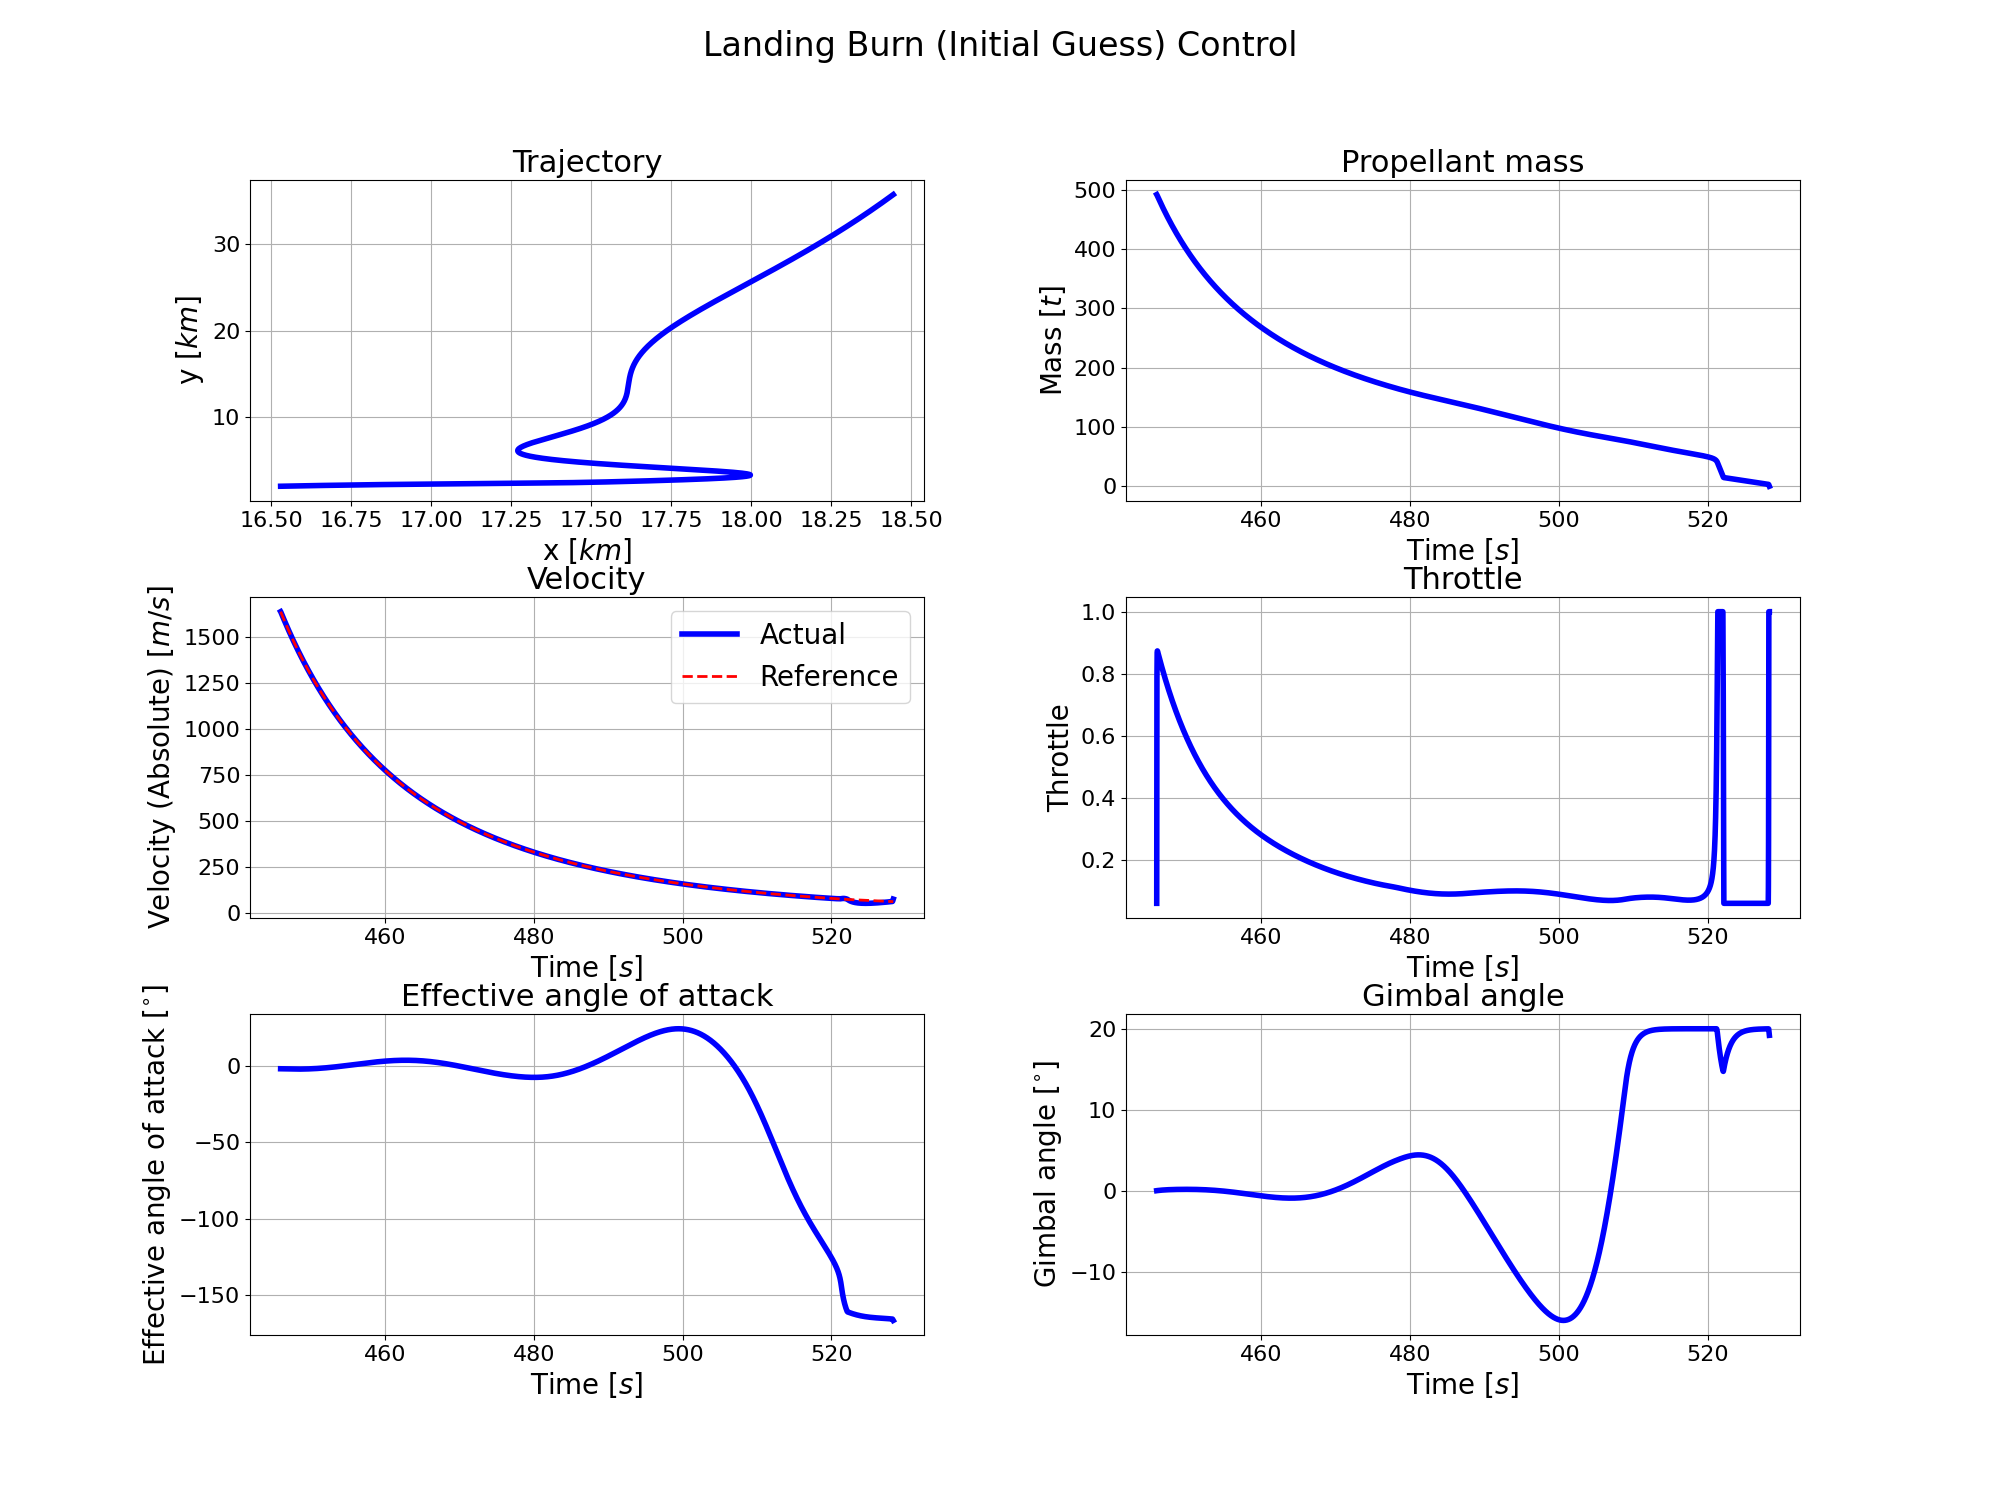 Landing Burn (Initial Guess) Control
Trajectory
y [km]
30
20
10
16.50 16.75 17.00 17.25 17.50 17.75 18.00 18.25 18.50
x [km]
Propellant mass
Mass [t]
500
400
300
200
100
0
460 480 500 520
Time [s]
Velocity
Velocity (Absolute) [m/s]
1500
1250
1000
750
500
250
0
Actual
Reference
460 480 500 520
Time [s]
Throttle
Throttle
1.0
0.8
0.6
0.4
0.2
460 480 500 520
Time [s]
Effective angle of attack
Effective angle of attack [°]
0
−50
−100
−150
460 480 500 520
Time [s]
Gimbal angle
Gimbal angle [°]
20
10
0
−10
460 480 500 520
Time [s]